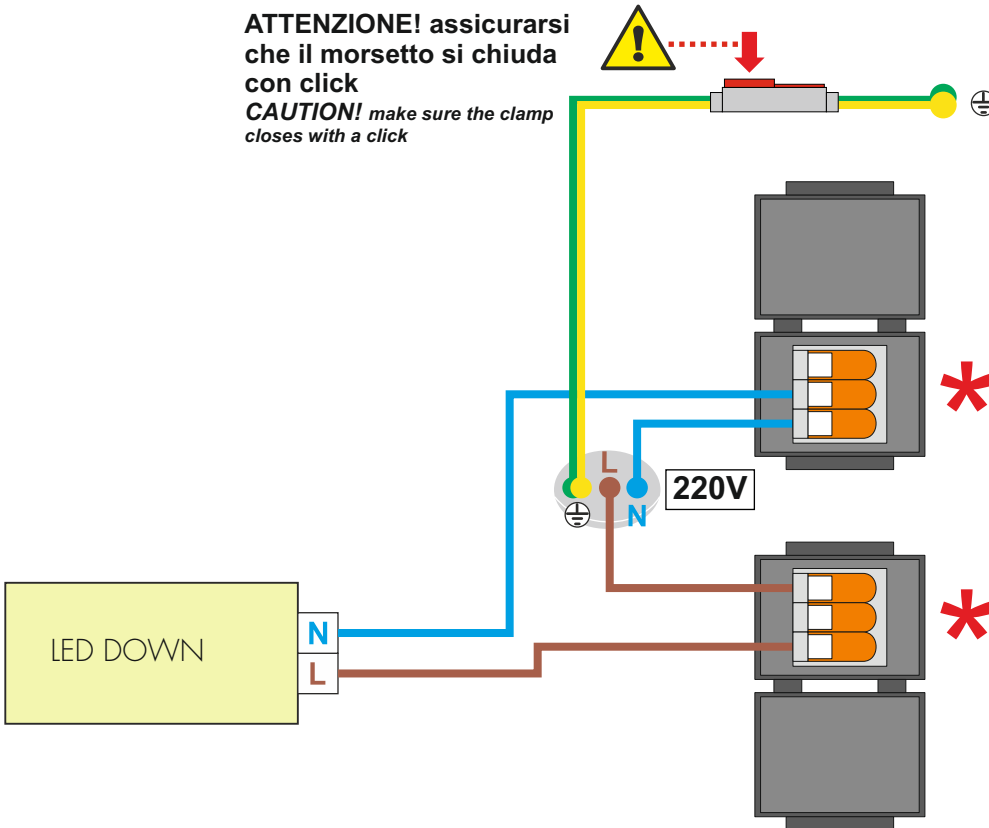 ATTENZIONE! assicurarsi
che il morsetto si chiuda
con click
CAUTION! make sure the clamp
closes with a click
L
220V
N
LED DOWN
N
L